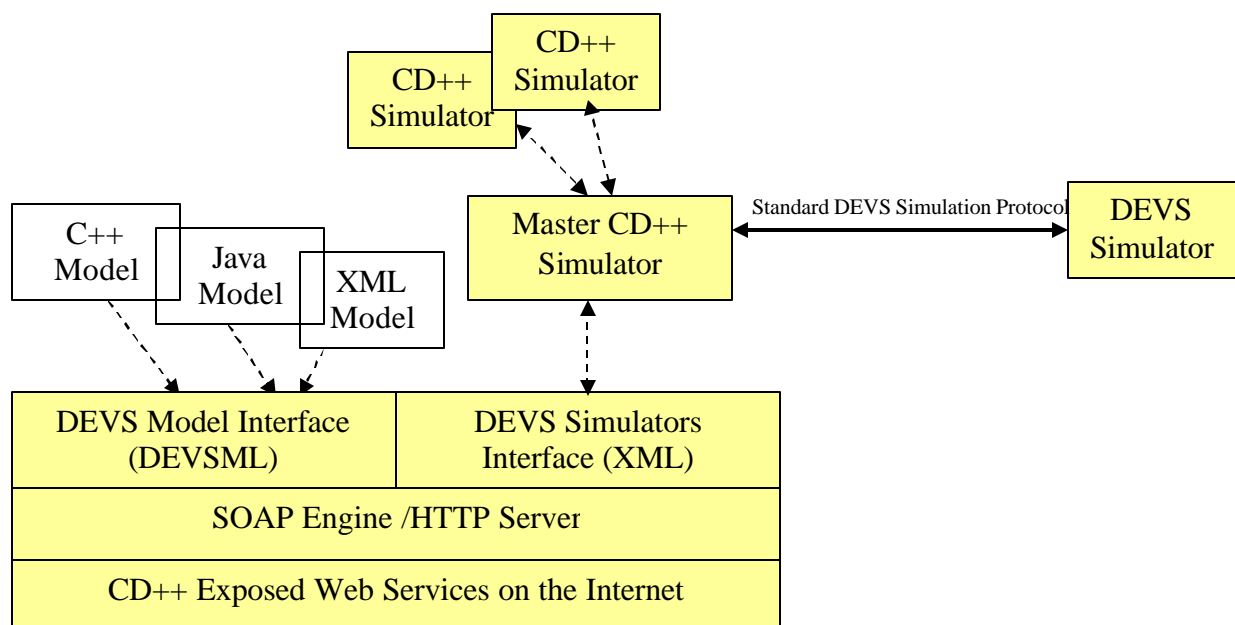 CD++
Simulator
CD++
Simulator
Master CD++
Simulator
Standard DEVS Simulation Protocol
DEVS
Simulator
C++
Model
Java
Model
XML
Model
DEVS Model Interface
(DEVSML)
DEVS Simulators
Interface (XML)
SOAP Engine /HTTP Server
CD++ Exposed Web Services on the Internet